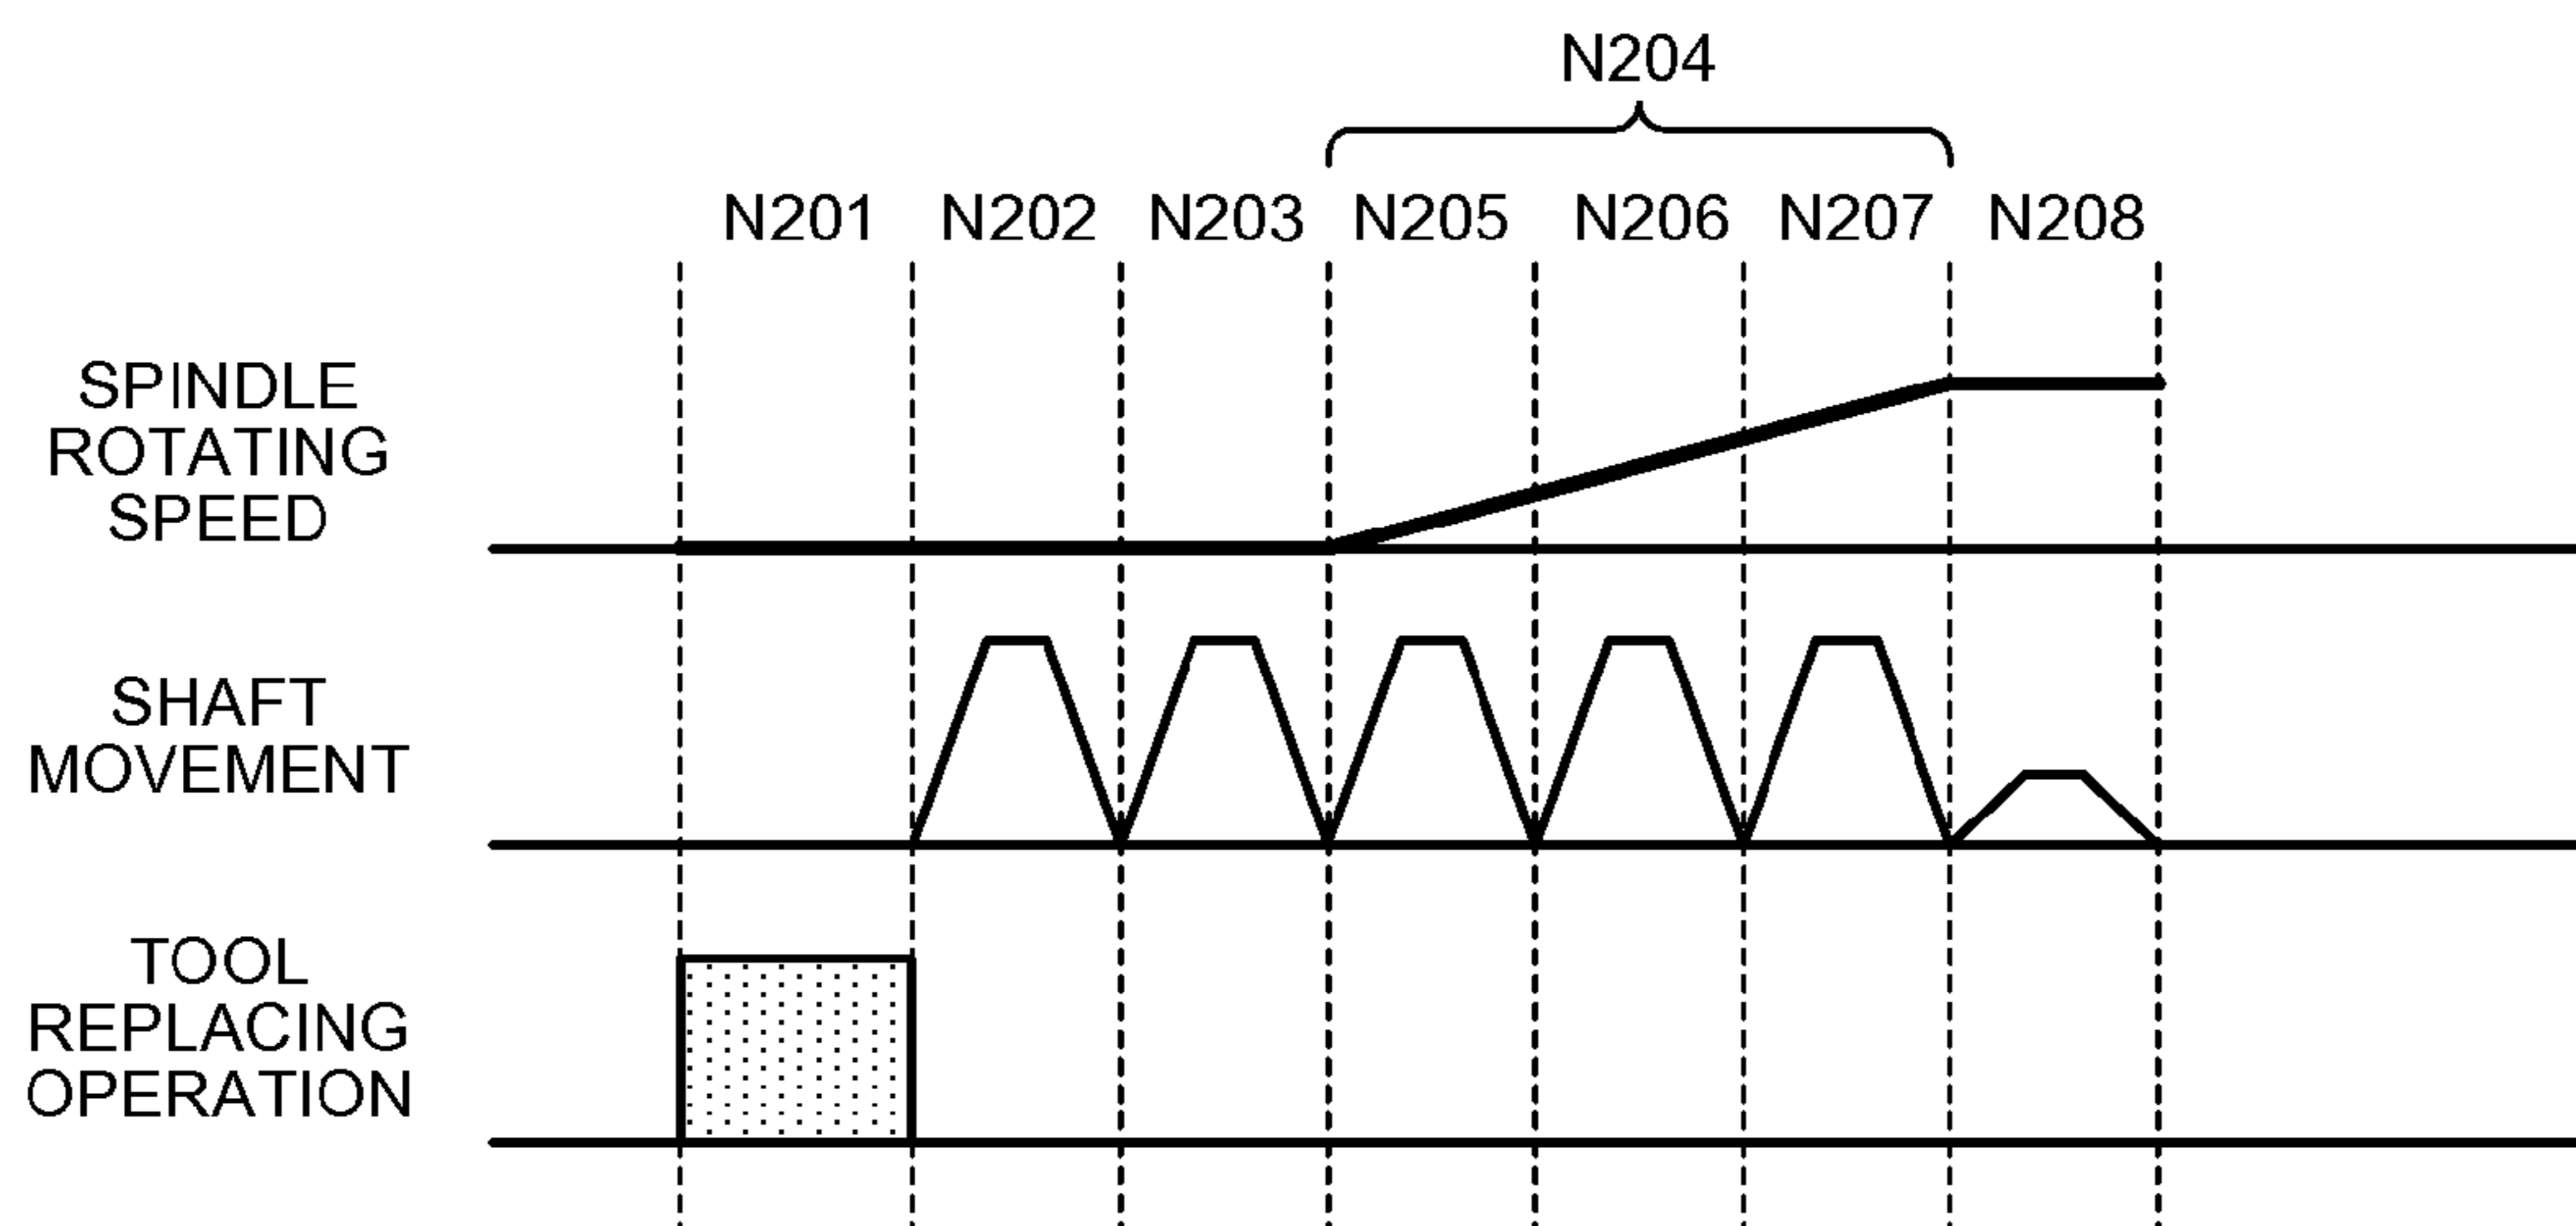 N204
N201 N202 N203 N205 N206 N207 N208
SPINDLE
ROTATING
SPEED
SHAFT
MOVEMENT
TOOL
REPLACING
OPERATION